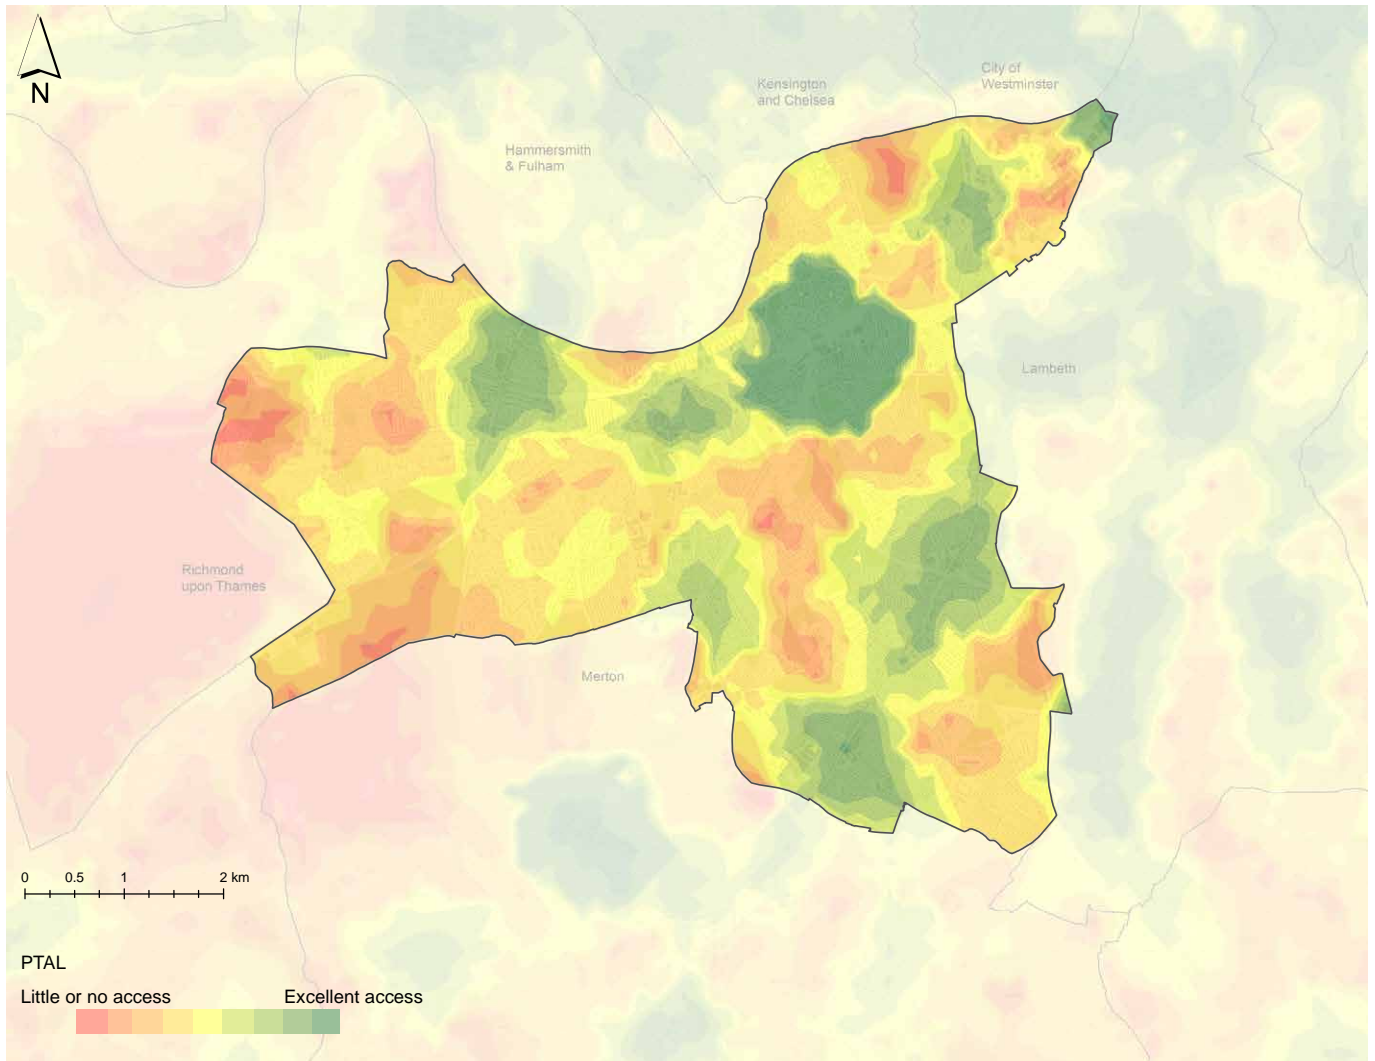 N
City of
Westminster
Kensington
and Chelsea
Hammersmith
& Fulham
Lambeth
Richmond
upon Thames
Merton
0 0.5 1 2 km
PTAL
Little or no access Excellent access